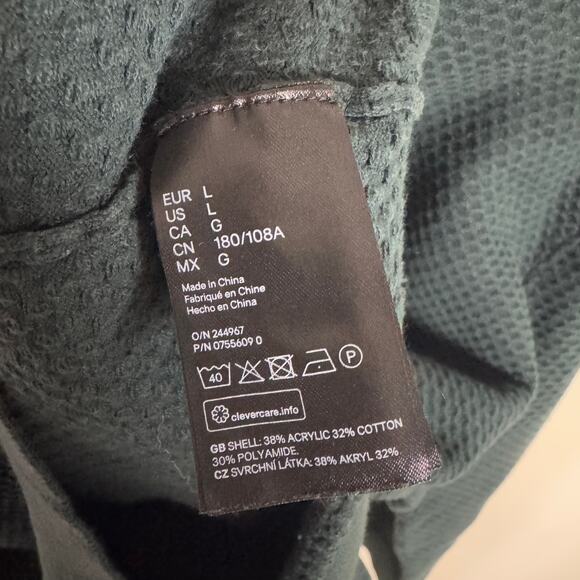 EUR L
US L
CA G
CN 180/108A
MX G
Made in China
Fabriqué en Chine
Hecho en China
O/N 244967
P/N 0755609 0
40 P
clevercare.info
GB SHELL: 38% ACRYLIC 32% COTTON
30% POLYAMIDE.
CZ SVRCHNÍ LÁTKA: 38% AKRYL 32%